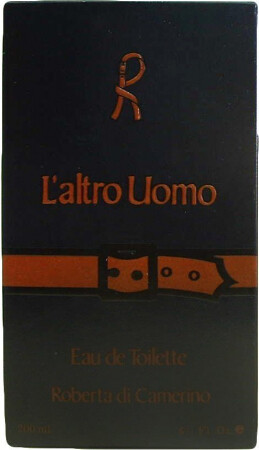 R
L'altro Uomo
Eau de Toilette
Roberta di Camerino